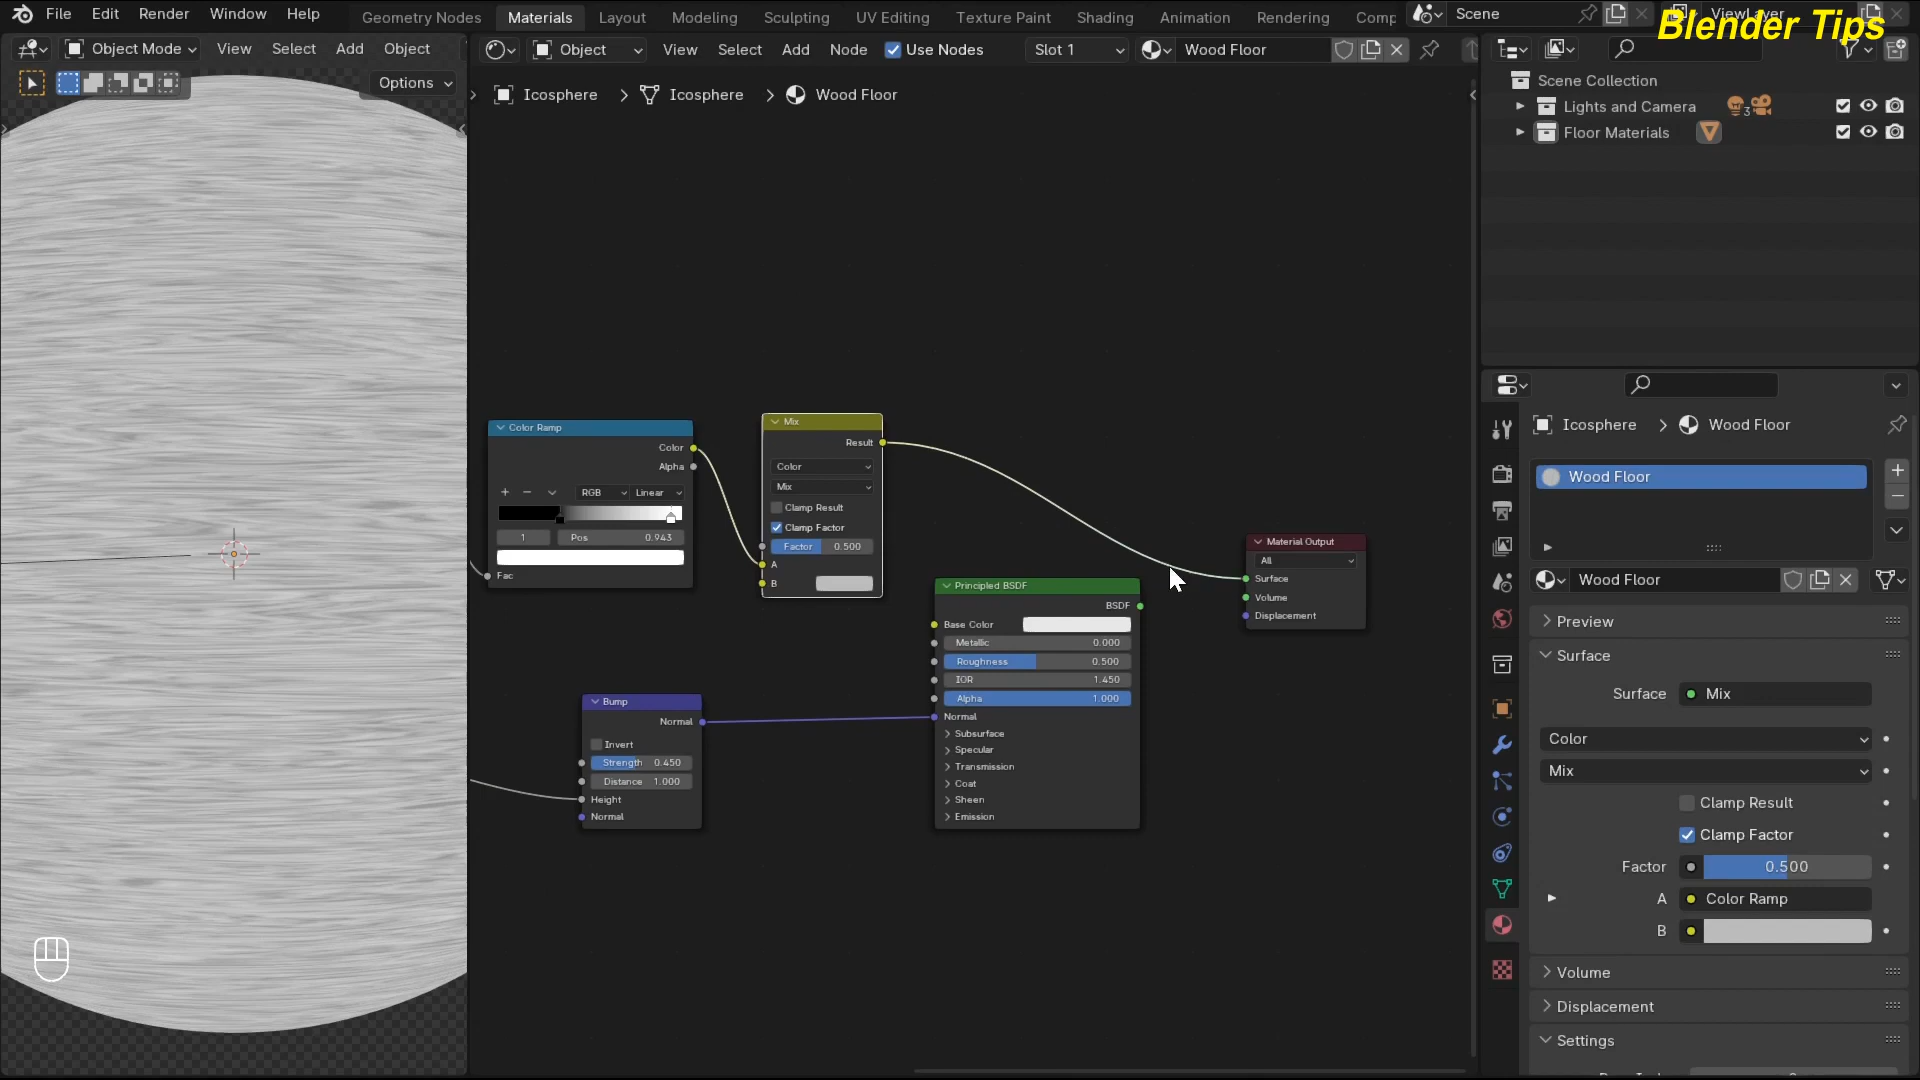 File Edit Render Window Help Geometry Nodes Materials Layout Modeling Sculpting UV Editing Texture Paint Shading Animation Rendering Scene ViewLayer
Blender Tips
Object Mode View Select Add Object
Object View Select Add Node Use Nodes Slot 1 Wood Floor
Options
Icosphere > Icosphere > Wood Floor
Scene Collection
Lights and Camera 3
Floor Materials
Color Ramp
Color
Alpha
RGB Linear
1 Pos 0.943
Fac
Mix
Result
Color
Mix
Clamp Result
Clamp Factor
Factor 0.500
A
B
Bump
Normal
Invert
Strength 0.450
Distance 1.000
Height
Normal
Principled BSDF
BSDF
Base Color
Metallic 0.000
Roughness 0.500
IOR 1.450
Alpha 1.000
Normal
Subsurface
Specular
Transmission
Coat
Sheen
Emission
Material Output
All
Surface
Volume
Displacement
Icosphere > Wood Floor
Wood Floor
Wood Floor
Preview
Surface
Surface Mix
Color
Mix
Clamp Result
Clamp Factor
Factor 0.500
A Color Ramp
B
Volume
Displacement
Settings